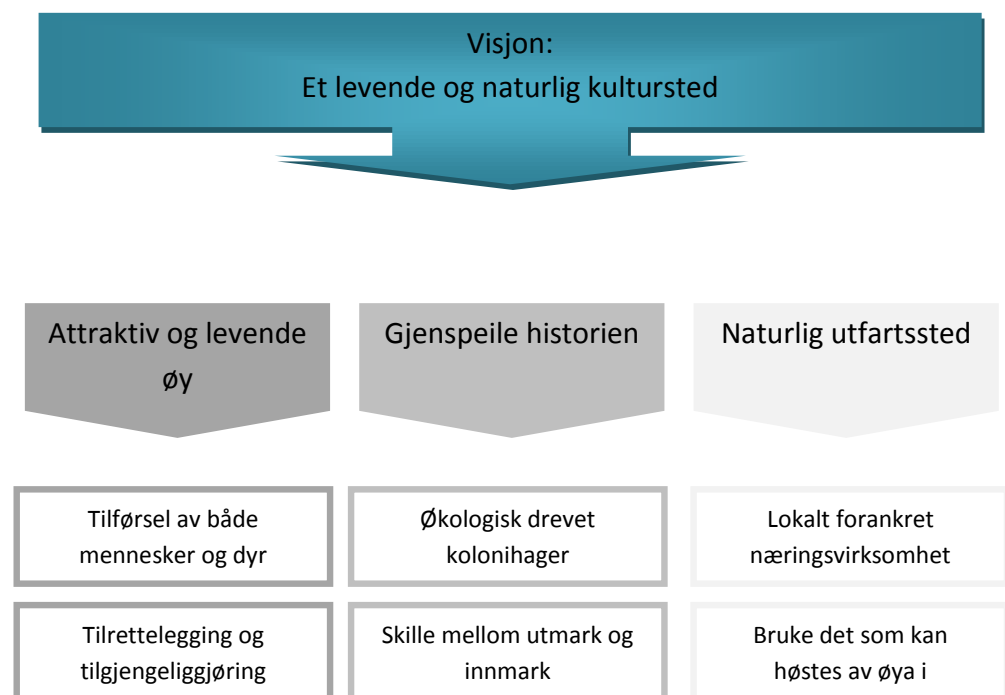 Visjon:
Et levende og naturlig kultursted
Attraktiv og levende
øy
Gjenspeile historien
Naturlig utfartssted
Tilførsel av både
mennesker og dyr
Økologisk drevet
kolonihager
Lokalt forankret
næringsvirksomhet
Tilrettelegging og
tilgjengeliggjøring
Skille mellom utmark og
innmark
Bruke det som kan
høstes av øya i